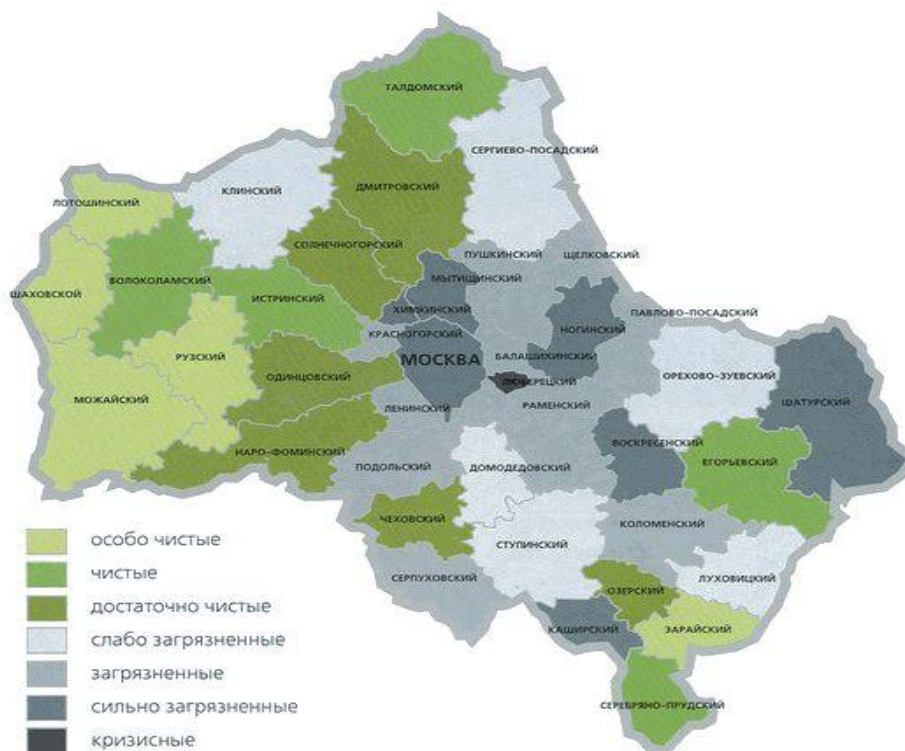 ТАЛДОМСКИЙ
СЕРГИЕВО-ПОСАДСКИЙ
КЛИНСКИЙ
ДМИТРОВСКИЙ
ЛОТОШИНСКИЙ
СОЛНЕЧНОГОРСКИЙ
ПУШКИНСКИЙ
ЩЕЛКОВСКИЙ
МЫТИЩИНСКИЙ
ВОЛОКОЛАМСКИЙ
ШАХОВСКОЙ
ИСТРИНСКИЙ
ХИМКИНСКИЙ
ПАВЛОВО-ПОСАДСКИЙ
КРАСНОГОРСКИЙ
НОГИНСКИЙ
РУЗСКИЙ
МОСКВА
БАЛАШИХИНСКИЙ
ОДИНЦОВСКИЙ
ЛЮБЕРЕЦКИЙ
ОРЕХОВО-ЗУЕВСКИЙ
МОЖАЙСКИЙ
ЛЕНИНСКИЙ
РАМЕНСКИЙ
ШАТУРСКИЙ
НАРО-ФОМИНСКИЙ
ВОСКРЕСЕНСКИЙ
ПОДОЛЬСКИЙ
ДОМОДЕДОВСКИЙ
ЕГОРЬЕВСКИЙ
ЧЕХОВСКИЙ
КОЛОМЕНСКИЙ
СТУПИНСКИЙ
СЕРПУХОВСКИЙ
ЛУХОВИЦКИЙ
ОЗЕРСКИЙ
КАШИРСКИЙ
ЗАРАЙСКИЙ
СЕРЕБРЯНО-ПРУДСКИЙ
особо чистые
чистые
достаточно чистые
слабо загрязненные
загрязненные
сильно загрязненные
кризисные